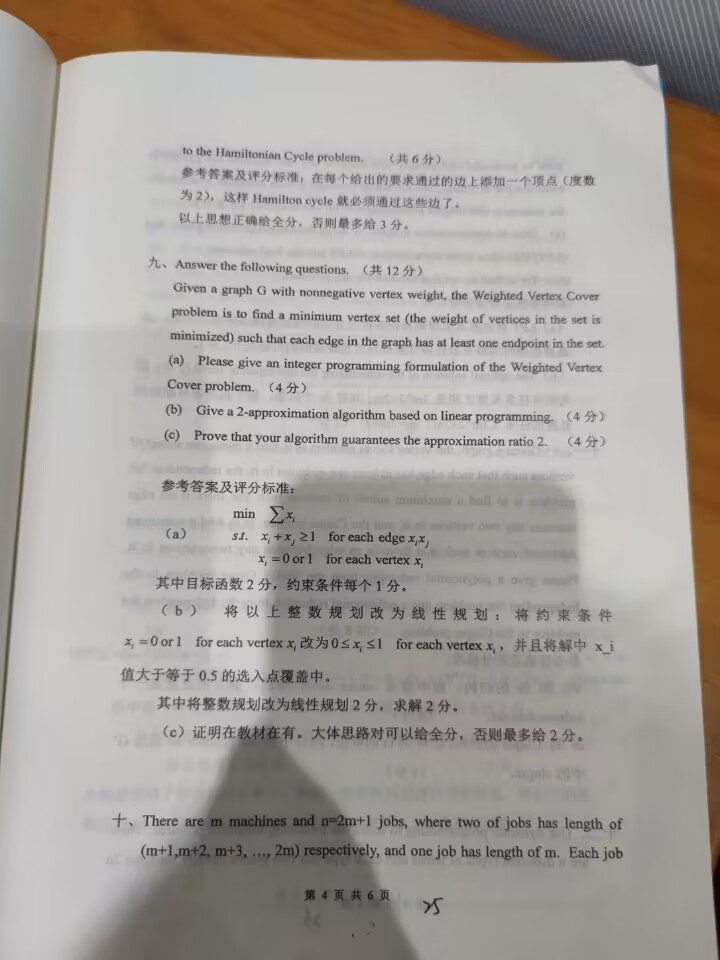 to the Hamiltonian Cycle problem. （共 6 分）
参考答案及评分标准：在每个给出的要求通过的边上添加一个顶点（度数
为 2），这样 Hamilton cycle 就必须通过这些边了。
以上思想正确给全分，否则最多给 3 分。
九、Answer the following questions. （共 12 分）
Given a graph G with nonnegative vertex weight, the Weighted Vertex Cover
problem is to find a minimum vertex set (the weight of vertices in the set is
minimized) such that each edge in the graph has at least one endpoint in the set.
(a) Please give an integer programming formulation of the Weighted Vertex
Cover problem. （4 分）
(b) Give a 2-approximation algorithm based on linear programming. （4 分）
(c) Prove that your algorithm guarantees the approximation ratio 2. （4 分）
参考答案及评分标准：
min ∑x_i
（a） s.t. x_i + x_j ≥ 1 for each edge x_i x_j
x_i = 0 or 1 for each vertex x_i
其中目标函数 2 分，约束条件每个 1 分。
（b） 将以上整数规划改为线性规划：将约束条件
x_i = 0 or 1 for each vertex x_i 改为 0 ≤ x_i ≤ 1 for each vertex x_i，并且将解中 x_i
值大于等于 0.5 的选入点覆盖中。
其中将整数规划改为线性规划 2 分，求解 2 分。
（c）证明在教材在有。大体思路对可以给全分，否则最多给 2 分。
十、There are m machines and n=2m+1 jobs, where two of jobs has length of
(m+1,m+2, m+3, …, 2m) respectively, and one job has length of m. Each job
第 4 页 共 6 页
25